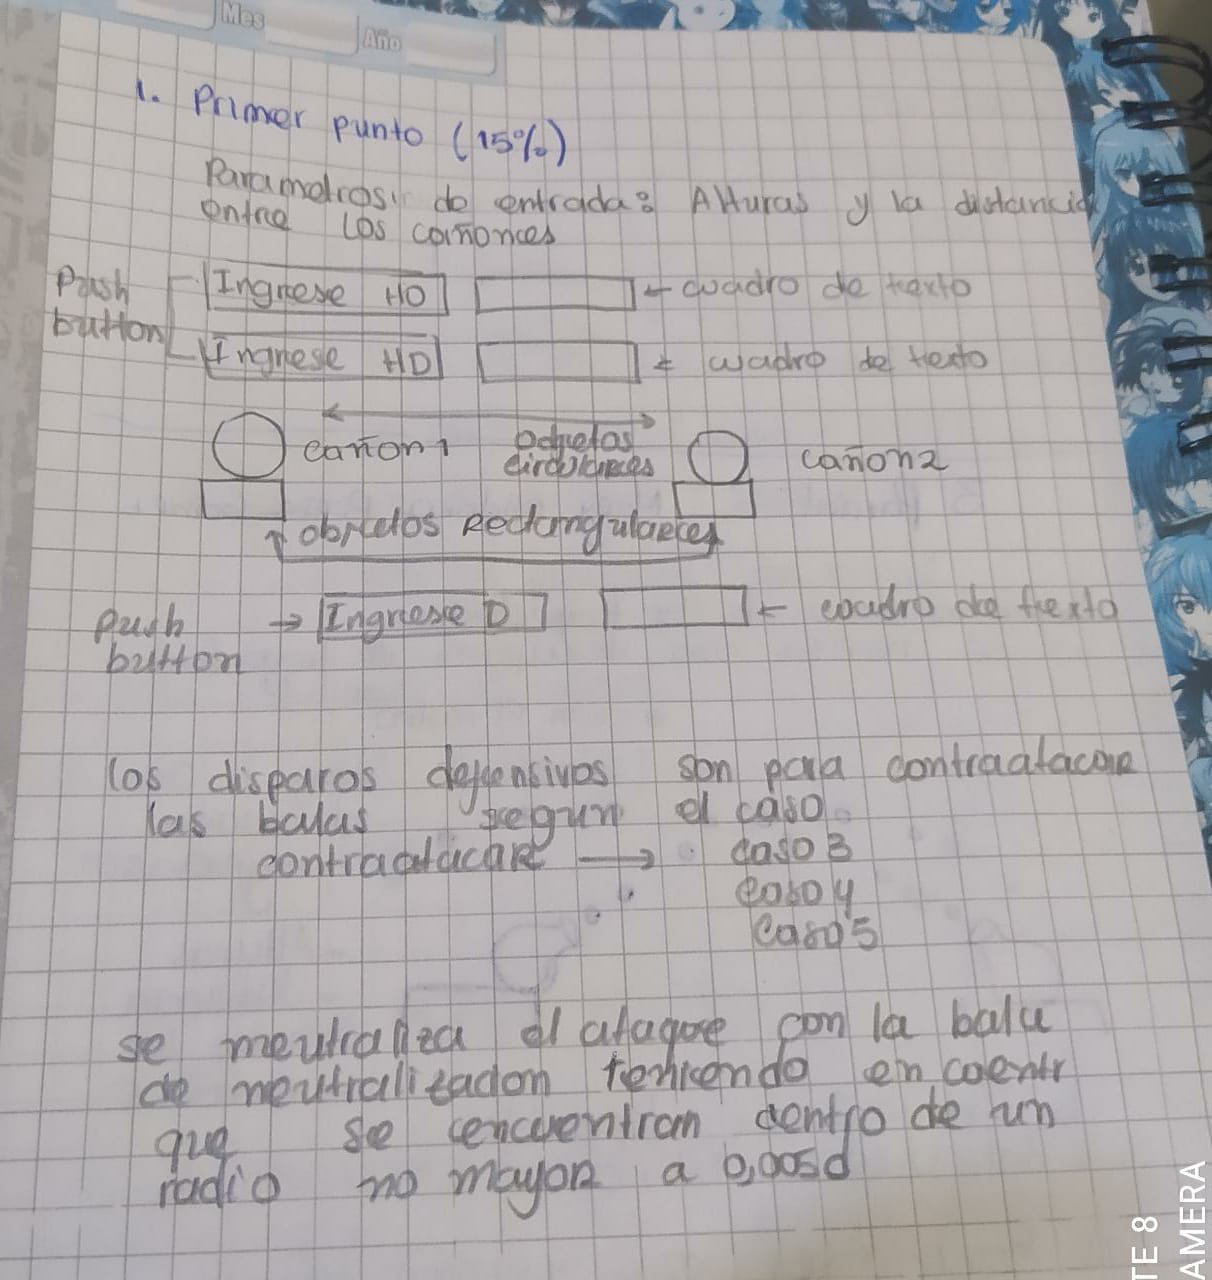 Mes
Año
1. Primer punto (15%)
Parametros de entrada: Alturas y la distancia
entre los cañones
Push
button
Ingrese HO
← cuadro de texto
Ingrese HD
← cuadro de texto
cañon 1
objetos
circulares
cañon 2
objetos Rectangulares
Push
button
→ Ingrese D
← cuadro de texto
los disparos defensivos son para contraatacar
las balas segun el caso
contraatacar → caso 3
caso 4
caso 5
se neutraliza el ataque con la bala
de neutralizacion teniendo en cuenta
que se encuentran dentro de un
radio no mayor a 0,005d
TE 8
AMERA